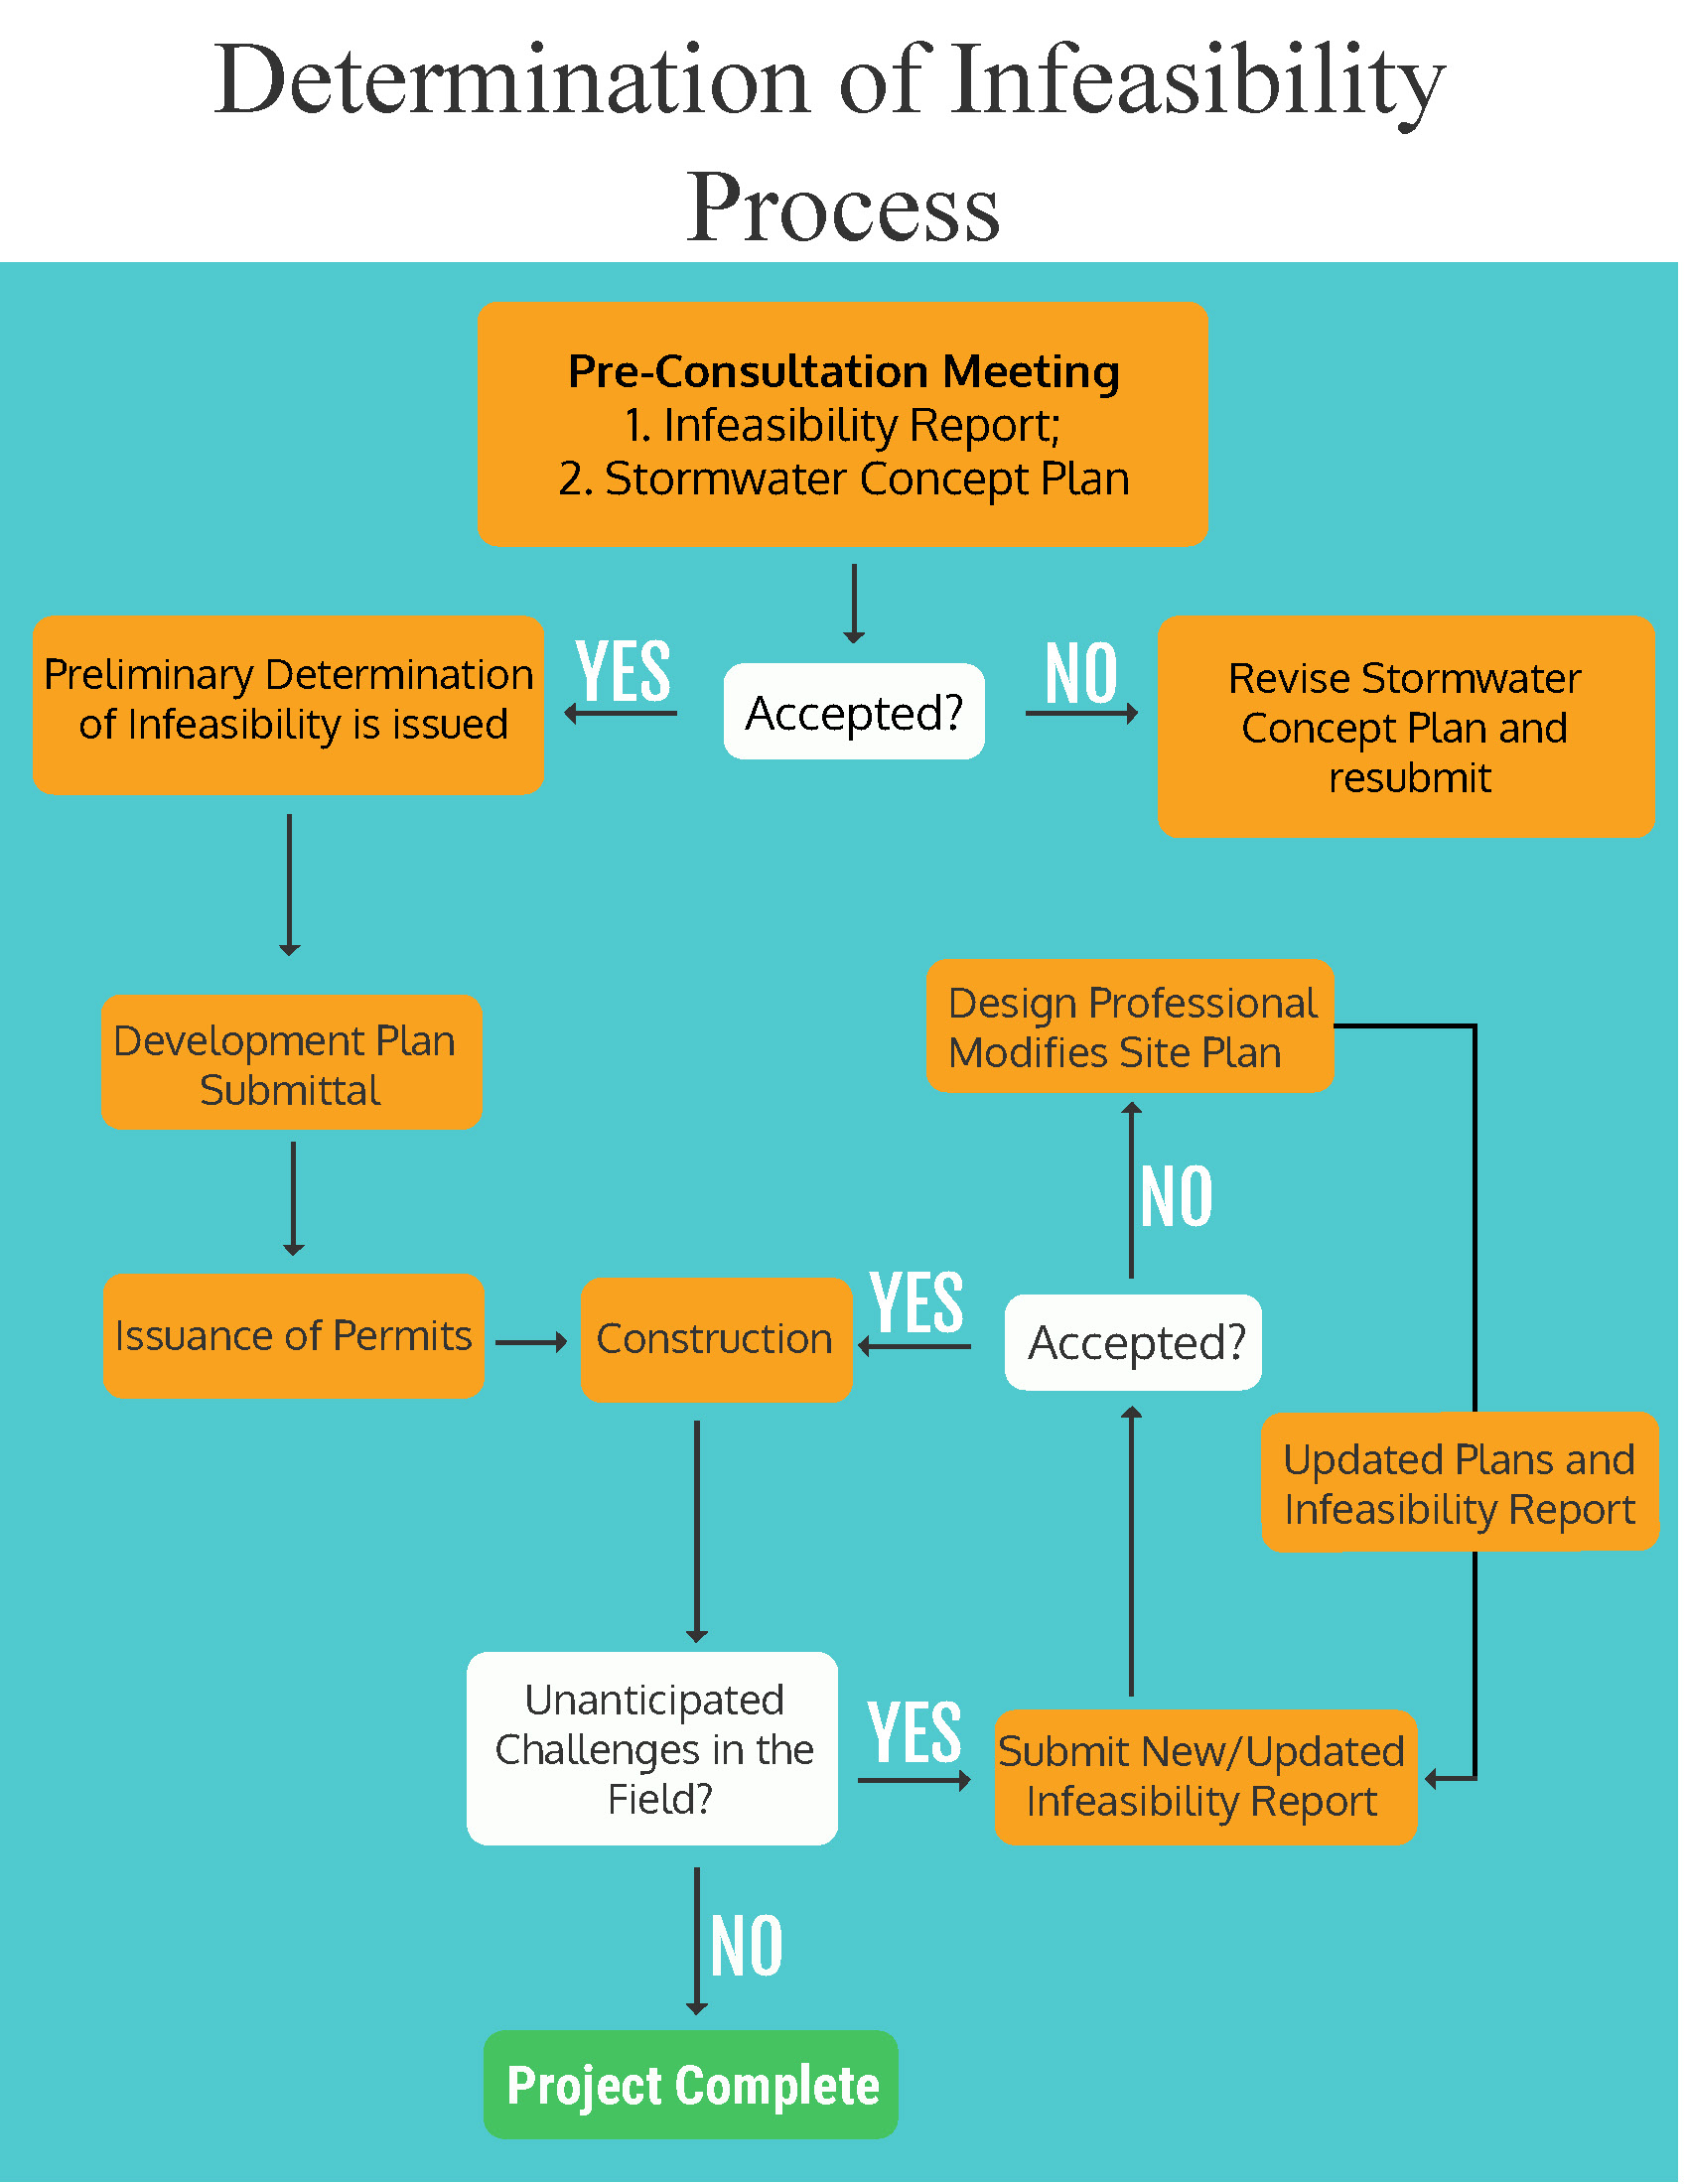 Determination of Infeasibility
Process
Pre-Consultation Meeting
1. Infeasibility Report;
2. Stormwater Concept Plan
Preliminary Determination
of Infeasibility is issued
YES
Accepted?
NO
Revise Stormwater
Concept Plan and
resubmit
Development Plan
Submittal
Design Professional
Modifies Site Plan
NO
Issuance of Permits
Construction
YES
Accepted?
Updated Plans and
Infeasibility Report
Unanticipated
Challenges in the
Field?
YES
Submit New/Updated
Infeasibility Report
NO
Project Complete